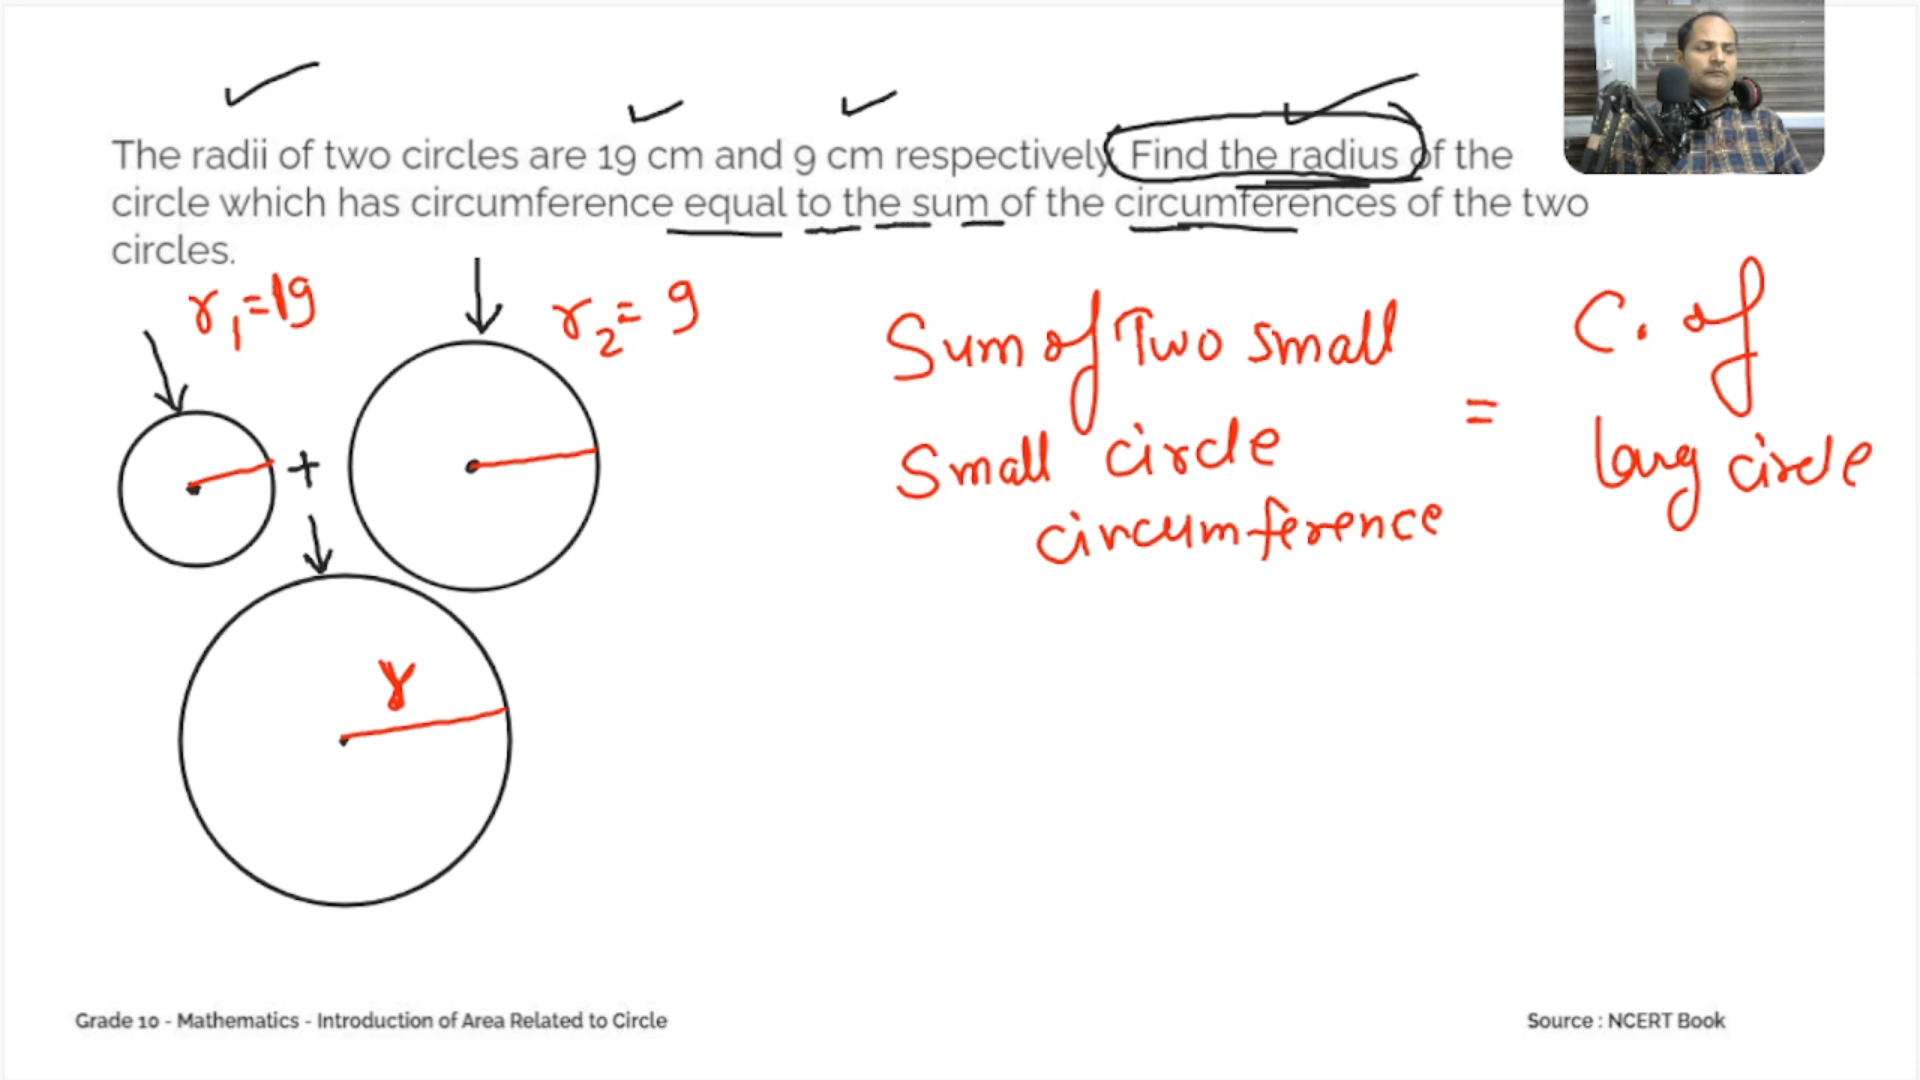 The radii of two circles are 19 cm and 9 cm respectively. Find the radius of the
circle which has circumference equal to the sum of the circumferences of the two
circles.
r₁=19
r₂= 9
+
r
Sum of Two small
Small circle
circumference
=
C. of
larg circle
Grade 10 - Mathematics - Introduction of Area Related to Circle
Source : NCERT Book